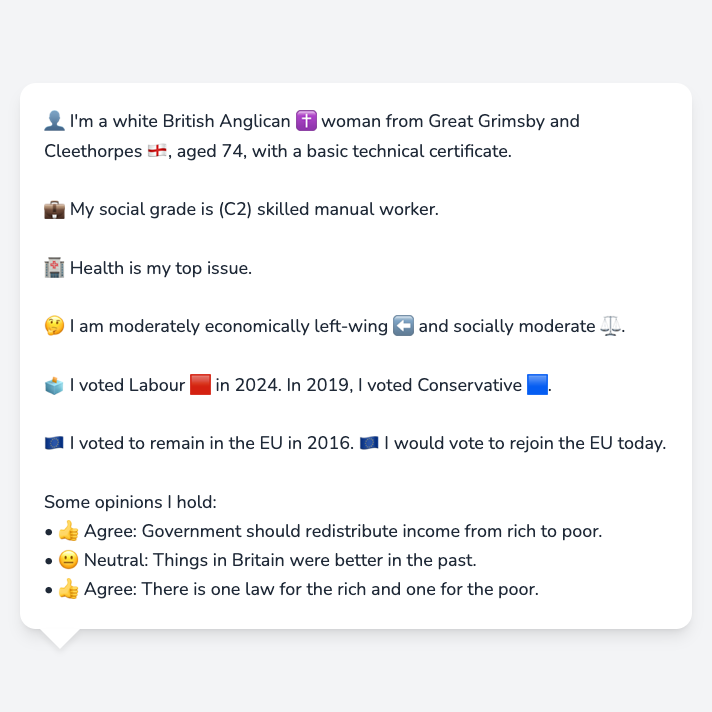 👤 I'm a white British Anglican ✝️ woman from Great Grimsby and
Cleethorpes 🏴󠁧󠁢󠁥󠁮󠁧󠁿, aged 74, with a basic technical certificate.
💼 My social grade is (C2) skilled manual worker.
🏥 Health is my top issue.
🤔 I am moderately economically left-wing ⬅️ and socially moderate ⚖️.
🗳️ I voted Labour 🟥 in 2024. In 2019, I voted Conservative 🟦.
🇪🇺 I voted to remain in the EU in 2016. 🇪🇺 I would vote to rejoin the EU today.
Some opinions I hold:
• 👍 Agree: Government should redistribute income from rich to poor.
• 😐 Neutral: Things in Britain were better in the past.
• 👍 Agree: There is one law for the rich and one for the poor.